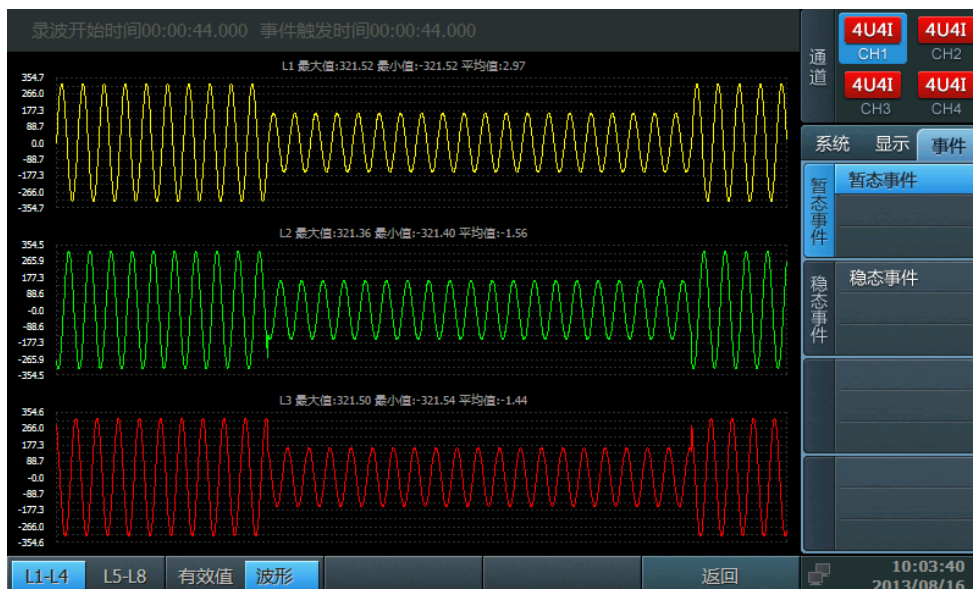 录波开始时间00:00:44.000 事件触发时间00:00:44.000
L1 最大值:321.52 最小值:-321.52 平均值:2.97
354.7
266.0
177.3
88.7
0.0
-88.7
-177.3
-266.0
-354.7
L2 最大值:321.36 最小值:-321.40 平均值:-1.56
354.5
265.9
177.3
88.6
-0.0
-88.6
-177.3
-265.9
-354.5
L3 最大值:321.50 最小值:-321.54 平均值:-1.44
354.6
266.0
177.3
88.7
-0.0
-88.7
-177.3
-266.0
-354.6
通道
4U4I 4U4I
CH1 CH2
4U4I 4U4I
CH3 CH4
系统 显示 事件
暂态事件
暂态事件
稳态事件
稳态事件
L1-L4 L5-L8 有效值 波形 返回
10:03:40
2013/08/16